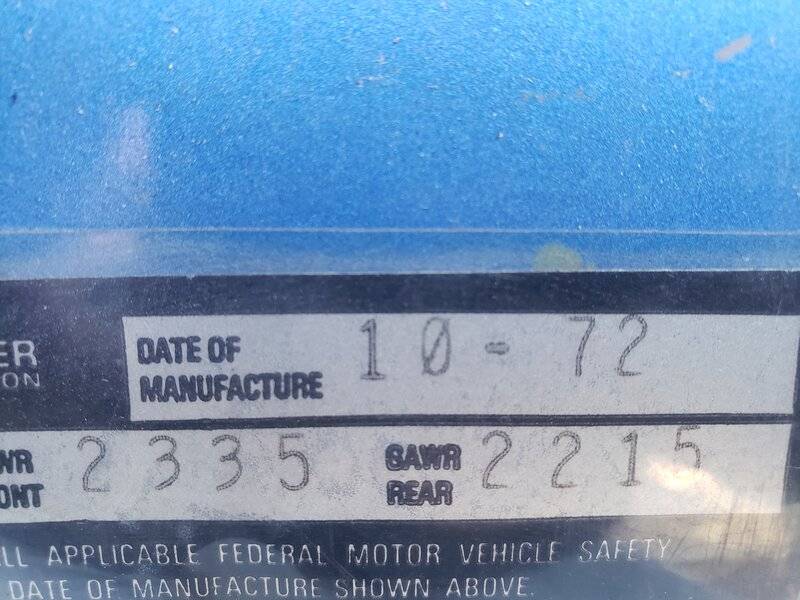 ER
ON
DATE OF
MANUFACTURE
10 - 72
WR
ONT
2335
GAWR
REAR
2215
LL APPLICABLE FEDERAL MOTOR VEHICLE SAFETY
DATE OF MANUFACTURE SHOWN ABOVE.